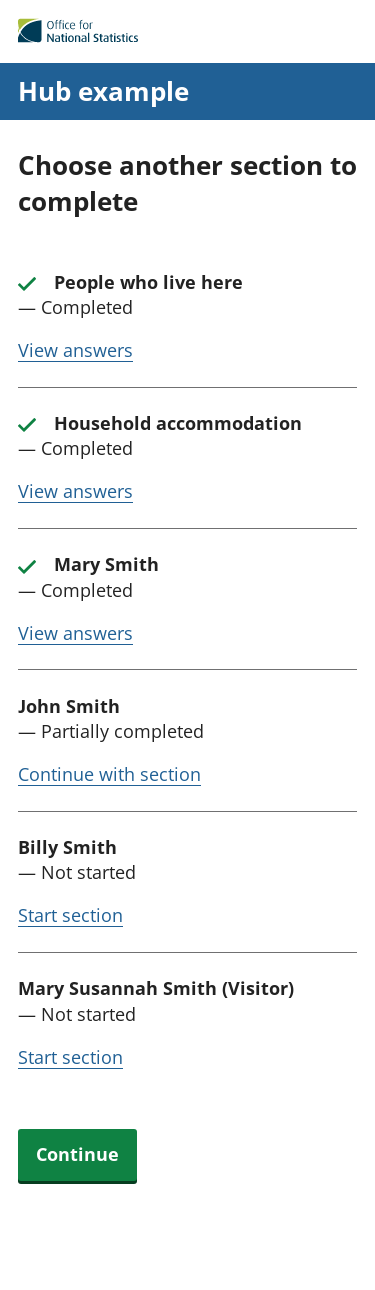 Office for
National Statistics
Hub example
Choose another section to
complete
People who live here
— Completed
View answers
Household accommodation
— Completed
View answers
Mary Smith
— Completed
View answers
John Smith
— Partially completed
Continue with section
Billy Smith
— Not started
Start section
Mary Susannah Smith (Visitor)
— Not started
Start section
Continue